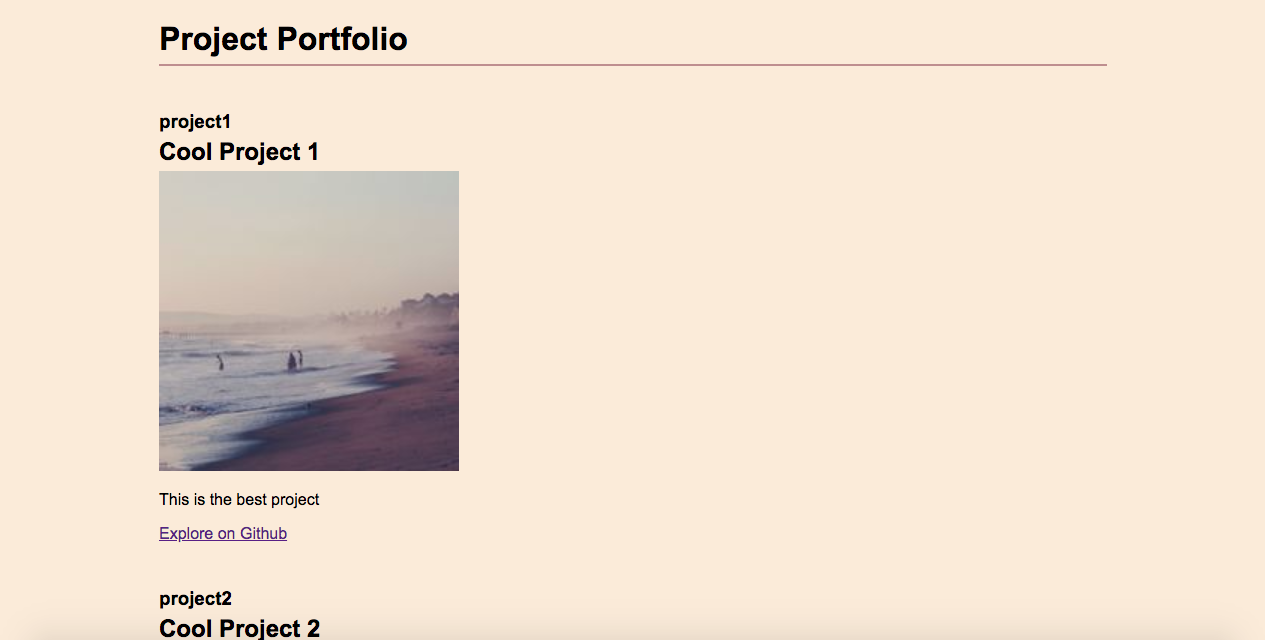 Project Portfolio
project1
Cool Project 1
This is the best project
Explore on Github
project2
Cool Project 2